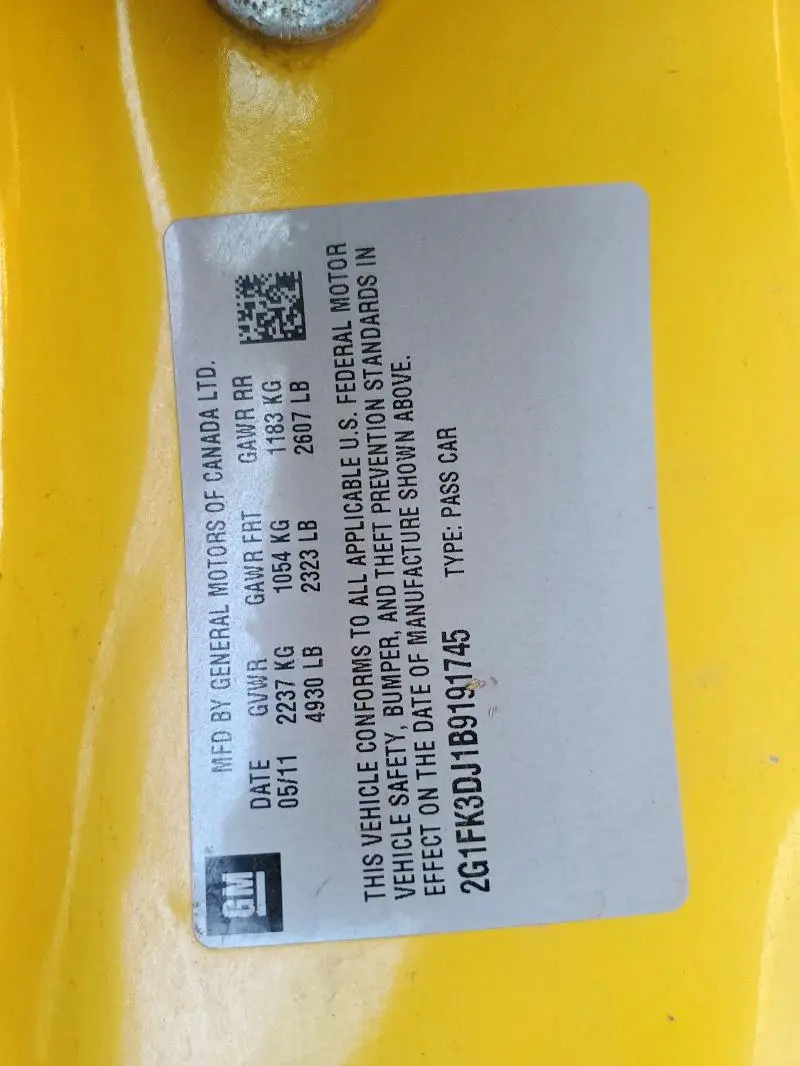 GM
MFD BY GENERAL MOTORS OF CANADA LTD.
DATE GVWR GAWR FRT GAWR RR
05/11 2237 KG 1054 KG 1183 KG
4930 LB 2323 LB 2607 LB
THIS VEHICLE CONFORMS TO ALL APPLICABLE U.S. FEDERAL MOTOR
VEHICLE SAFETY, BUMPER, AND THEFT PREVENTION STANDARDS IN
EFFECT ON THE DATE OF MANUFACTURE SHOWN ABOVE.
2G1FK3DJ1B9191745 TYPE: PASS CAR